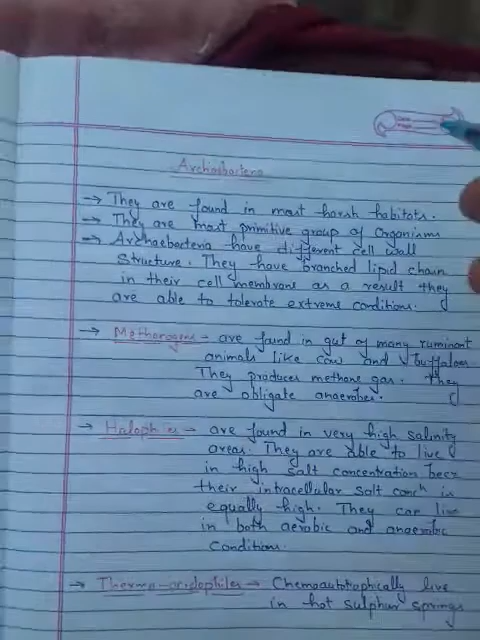 Archaebacteria
→ They are found in most harsh habitats.
→ They are most primitive group of Organisms
→ Archaebacteria have different cell wall
structure. They have branched lipid chain
in their cell membrane as a result they
are able to tolerate extreme conditions.
→ Methanogens - are found in gut of many ruminant
animals like cow and buffaloes
They produces methane gas. They
are obligate anaerobes.
→ Halophiles - are found in very high salinity
areas. They are able to live
in high salt concentration becz
their intracellular salt concn is
equally high. They can live
in both aerobic and anaerobic
conditions.
→ Thermo-acidophiles → Chemoautotrophically live
in hot sulphur springs